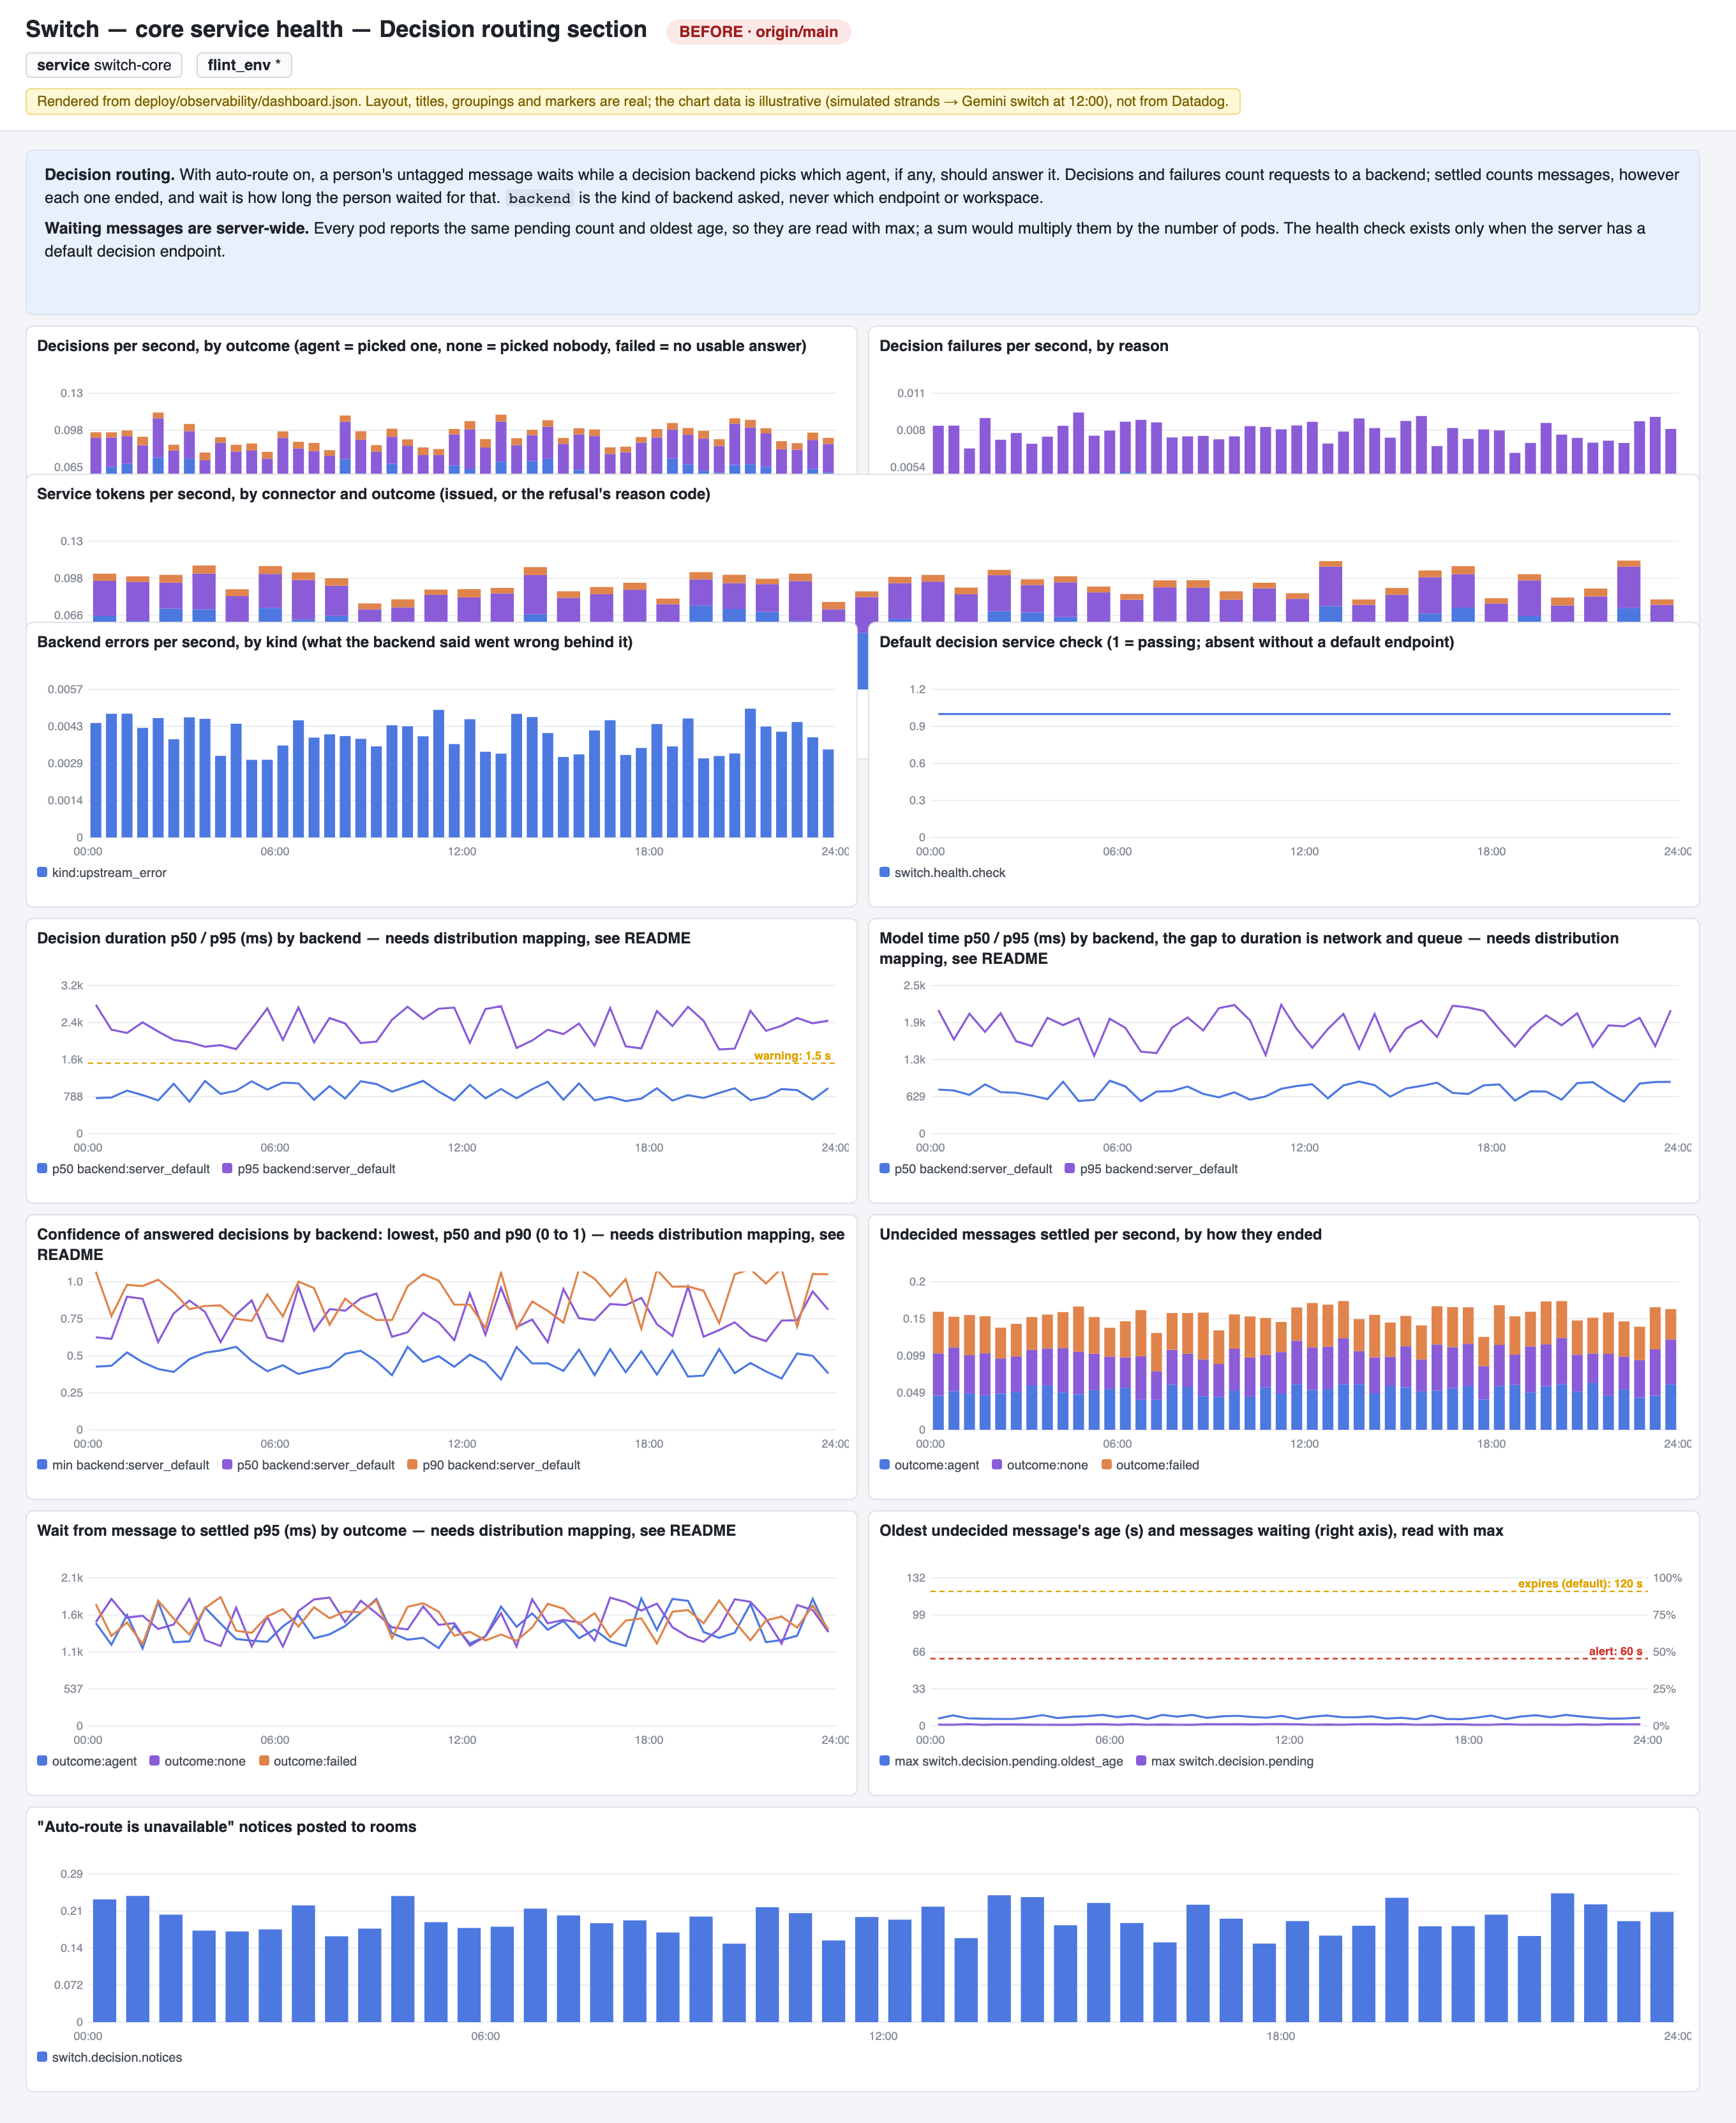 Switch — core service health — Decision routing section
BEFORE · origin/main
service switch-core
flint_env *
Rendered from deploy/observability/dashboard.json. Layout, titles, groupings and markers are real; the chart data is illustrative (simulated strands → Gemini switch at 12:00), not from Datadog.
Decision routing. With auto-route on, a person's untagged message waits while a decision backend picks which agent, if any, should answer it. Decisions and failures count requests to a backend; settled counts messages, however
each one ended, and wait is how long the person waited for that. backend is the kind of backend asked, never which endpoint or workspace.
Waiting messages are server-wide. Every pod reports the same pending count and oldest age, so they are read with max; a sum would multiply them by the number of pods. The health check exists only when the server has a
default decision endpoint.
Decisions per second, by outcome (agent = picked one, none = picked nobody, failed = no usable answer)
0.13
0.098
0.065
Decision failures per second, by reason
0.011
0.008
0.0054
Service tokens per second, by connector and outcome (issued, or the refusal's reason code)
0.13
0.098
0.066
Backend errors per second, by kind (what the backend said went wrong behind it)
0.0057
0.0043
0.0029
0.0014
0
00:00 06:00 12:00 18:00 24:00
kind:upstream_error
Default decision service check (1 = passing; absent without a default endpoint)
1.2
0.9
0.6
0.3
0
00:00 06:00 12:00 18:00 24:00
switch.health.check
Decision duration p50 / p95 (ms) by backend — needs distribution mapping, see README
3.2k
2.4k
1.6k
warning: 1.5 s
788
0
00:00 06:00 12:00 18:00 24:00
p50 backend:server_default p95 backend:server_default
Model time p50 / p95 (ms) by backend, the gap to duration is network and queue — needs distribution
mapping, see README
2.5k
1.9k
1.3k
629
0
00:00 06:00 12:00 18:00 24:00
p50 backend:server_default p95 backend:server_default
Confidence of answered decisions by backend: lowest, p50 and p90 (0 to 1) — needs distribution mapping, see
README
1.0
0.75
0.5
0.25
0
00:00 06:00 12:00 18:00 24:00
min backend:server_default p50 backend:server_default p90 backend:server_default
Undecided messages settled per second, by how they ended
0.2
0.15
0.099
0.049
0
00:00 06:00 12:00 18:00 24:00
outcome:agent outcome:none outcome:failed
Wait from message to settled p95 (ms) by outcome — needs distribution mapping, see README
2.1k
1.6k
1.1k
537
0
00:00 06:00 12:00 18:00 24:00
outcome:agent outcome:none outcome:failed
Oldest undecided message's age (s) and messages waiting (right axis), read with max
132 100%
expires (default): 120 s
99 75%
66 50%
alert: 60 s
33 25%
0 0%
00:00 06:00 12:00 18:00 24:00
max switch.decision.pending.oldest_age max switch.decision.pending
"Auto-route is unavailable" notices posted to rooms
0.29
0.21
0.14
0.072
0
00:00 06:00 12:00 18:00 24:00
switch.decision.notices